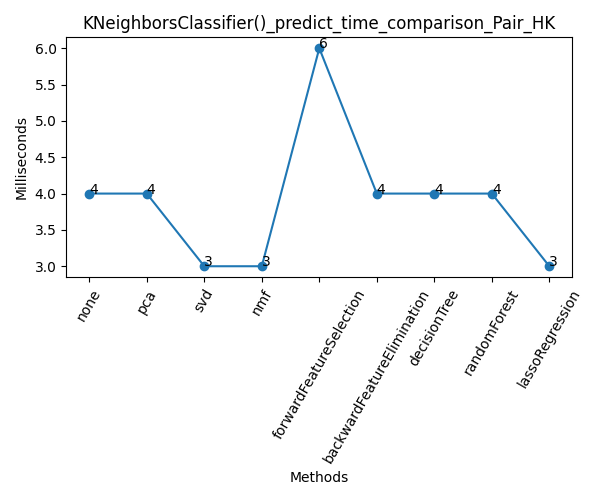 KNeighborsClassifier()_predict_time_comparison_Pair_HK
6.0
5.5
5.0
4.5
4.0
3.5
3.0
Milliseconds
4
4
3
3
6
4
4
4
3
none
pca
svd
nmf
forwardFeatureSelection
backwardFeatureElimination
decisionTree
randomForest
lassoRegression
Methods